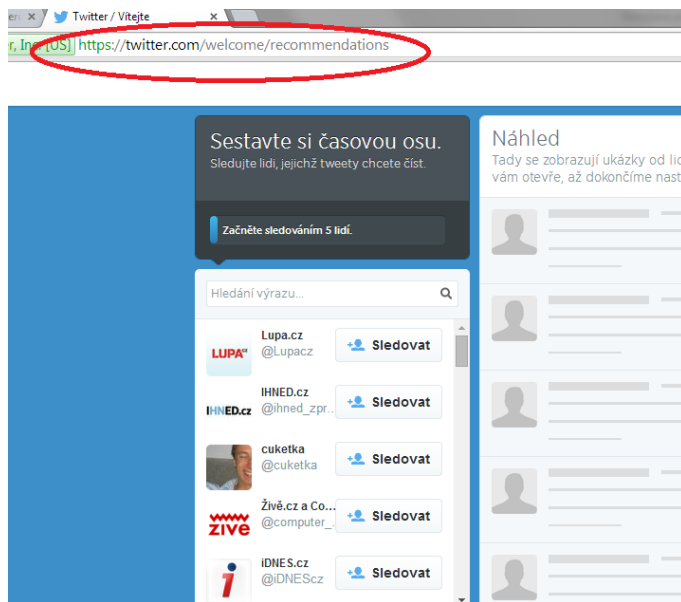 Twitter / Vítejte
r, Inc. [US] https://twitter.com/welcome/recommendations
Sestavte si časovou osu.
Sledujte lidi, jejichž tweety chcete číst.
Začněte sledováním 5 lidí.
Náhled
Tady se zobrazují ukázky od lid
vám otevře, až dokončíme nast
Hledání výrazu...
LUPA.cz
Lupa.cz
@Lupacz
Sledovat
IHNED.cz
IHNED.cz
@ihned_zpr..
Sledovat
cuketka
@cuketka
Sledovat
živě
Živě.cz a Co...
@computer_.
Sledovat
i
iDNES.cz
@iDNEScz
Sledovat